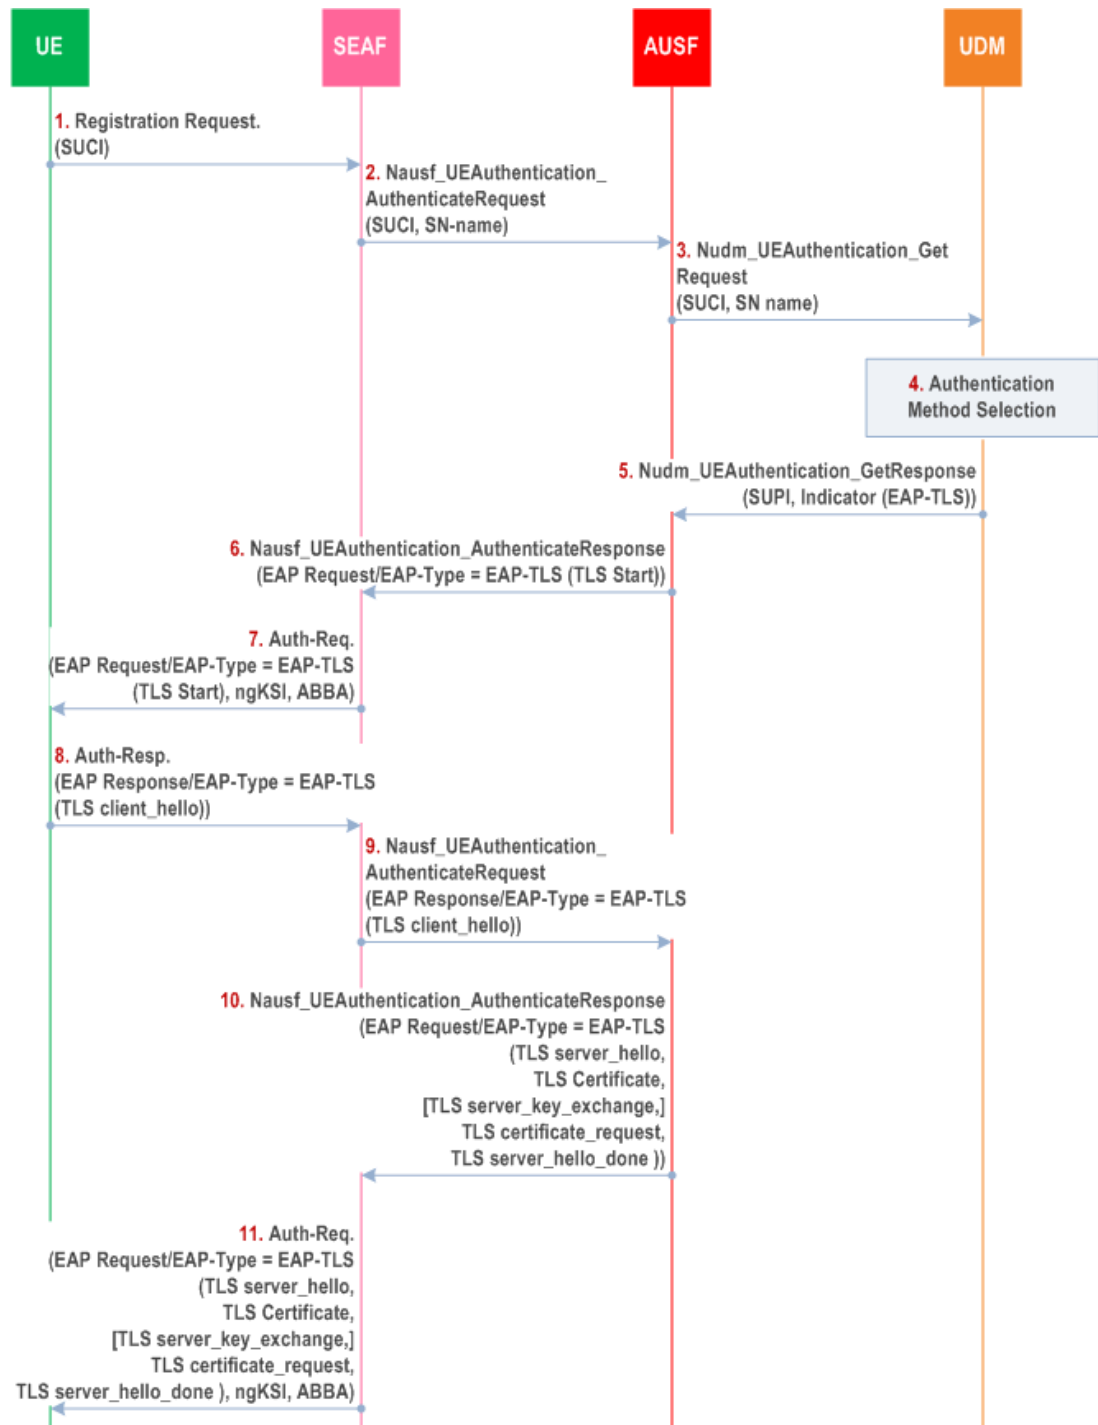 UE
SEAF
AUSF
UDM
1. Registration Request.
(SUCI)
2. Nausf_UEAuthentication_
AuthenticateRequest
(SUCI, SN-name)
3. Nudm_UEAuthentication_Get
Request
(SUCI, SN name)
4. Authentication
Method Selection
5. Nudm_UEAuthentication_GetResponse
(SUPI, Indicator (EAP-TLS))
6. Nausf_UEAuthentication_AuthenticateResponse
(EAP Request/EAP-Type = EAP-TLS (TLS Start))
7. Auth-Req.
(EAP Request/EAP-Type = EAP-TLS
(TLS Start), ngKSI, ABBA)
8. Auth-Resp.
(EAP Response/EAP-Type = EAP-TLS
(TLS client_hello))
9. Nausf_UEAuthentication_
AuthenticateRequest
(EAP Response/EAP-Type = EAP-TLS
(TLS client_hello))
10. Nausf_UEAuthentication_AuthenticateResponse
(EAP Request/EAP-Type = EAP-TLS
(TLS server_hello,
TLS Certificate,
[TLS server_key_exchange,]
TLS certificate_request,
TLS server_hello_done ))
11. Auth-Req.
(EAP Request/EAP-Type = EAP-TLS
(TLS server_hello,
TLS Certificate,
[TLS server_key_exchange,]
TLS certificate_request,
TLS server_hello_done ), ngKSI, ABBA)